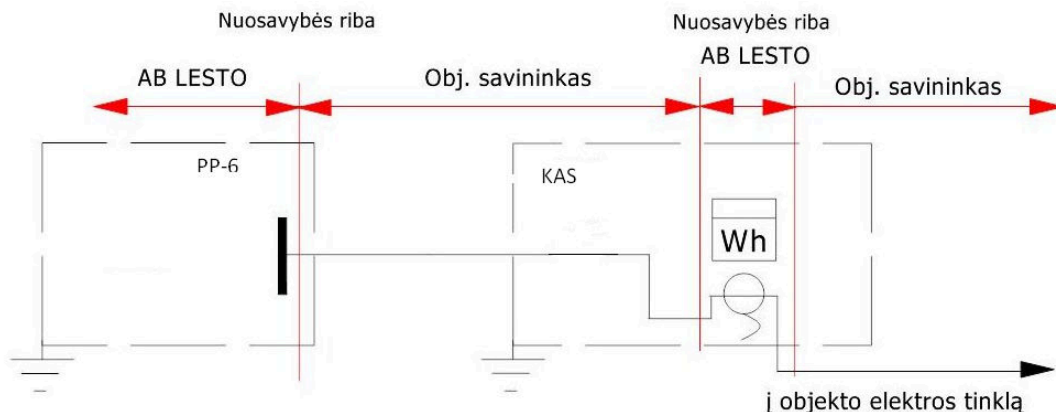 Nuosavybės riba
Nuosavybės riba
AB LESTO
Obj. savininkas
AB LESTO
Obj. savininkas
PP-6
KAS
Wh
į objekto elektros tinklą